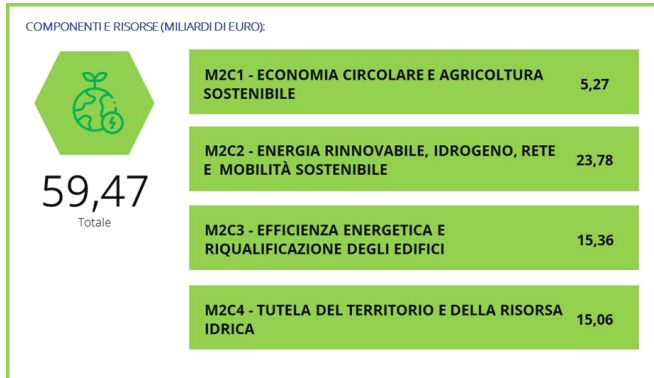 COMPONENTI E RISORSE (MILIARDI DI EURO):
59,47
Totale
M2C1 - ECONOMIA CIRCOLARE E AGRICOLTURA
SOSTENIBILE
5,27
M2C2 - ENERGIA RINNOVABILE, IDROGENO, RETE
E MOBILITÀ SOSTENIBILE
23,78
M2C3 - EFFICIENZA ENERGETICA E
RIQUALIFICAZIONE DEGLI EDIFICI
15,36
M2C4 - TUTELA DEL TERRITORIO E DELLA RISORSA
IDRICA
15,06